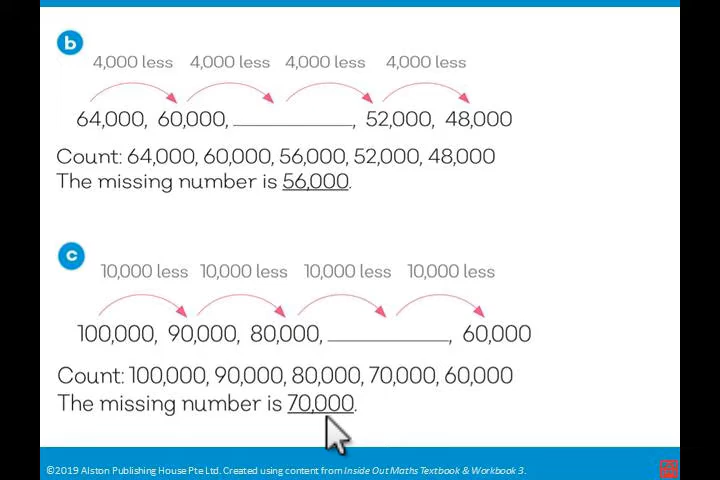 b
4,000 less 4,000 less 4,000 less 4,000 less
64,000, 60,000, ____________, 52,000, 48,000
Count: 64,000, 60,000, 56,000, 52,000, 48,000
The missing number is 56,000.
c
10,000 less 10,000 less 10,000 less 10,000 less
100,000, 90,000, 80,000, ____________, 60,000
Count: 100,000, 90,000, 80,000, 70,000, 60,000
The missing number is 70,000.
©2019 Alston Publishing House Pte Ltd. Created using content from Inside Out Maths Textbook & Workbook 3.